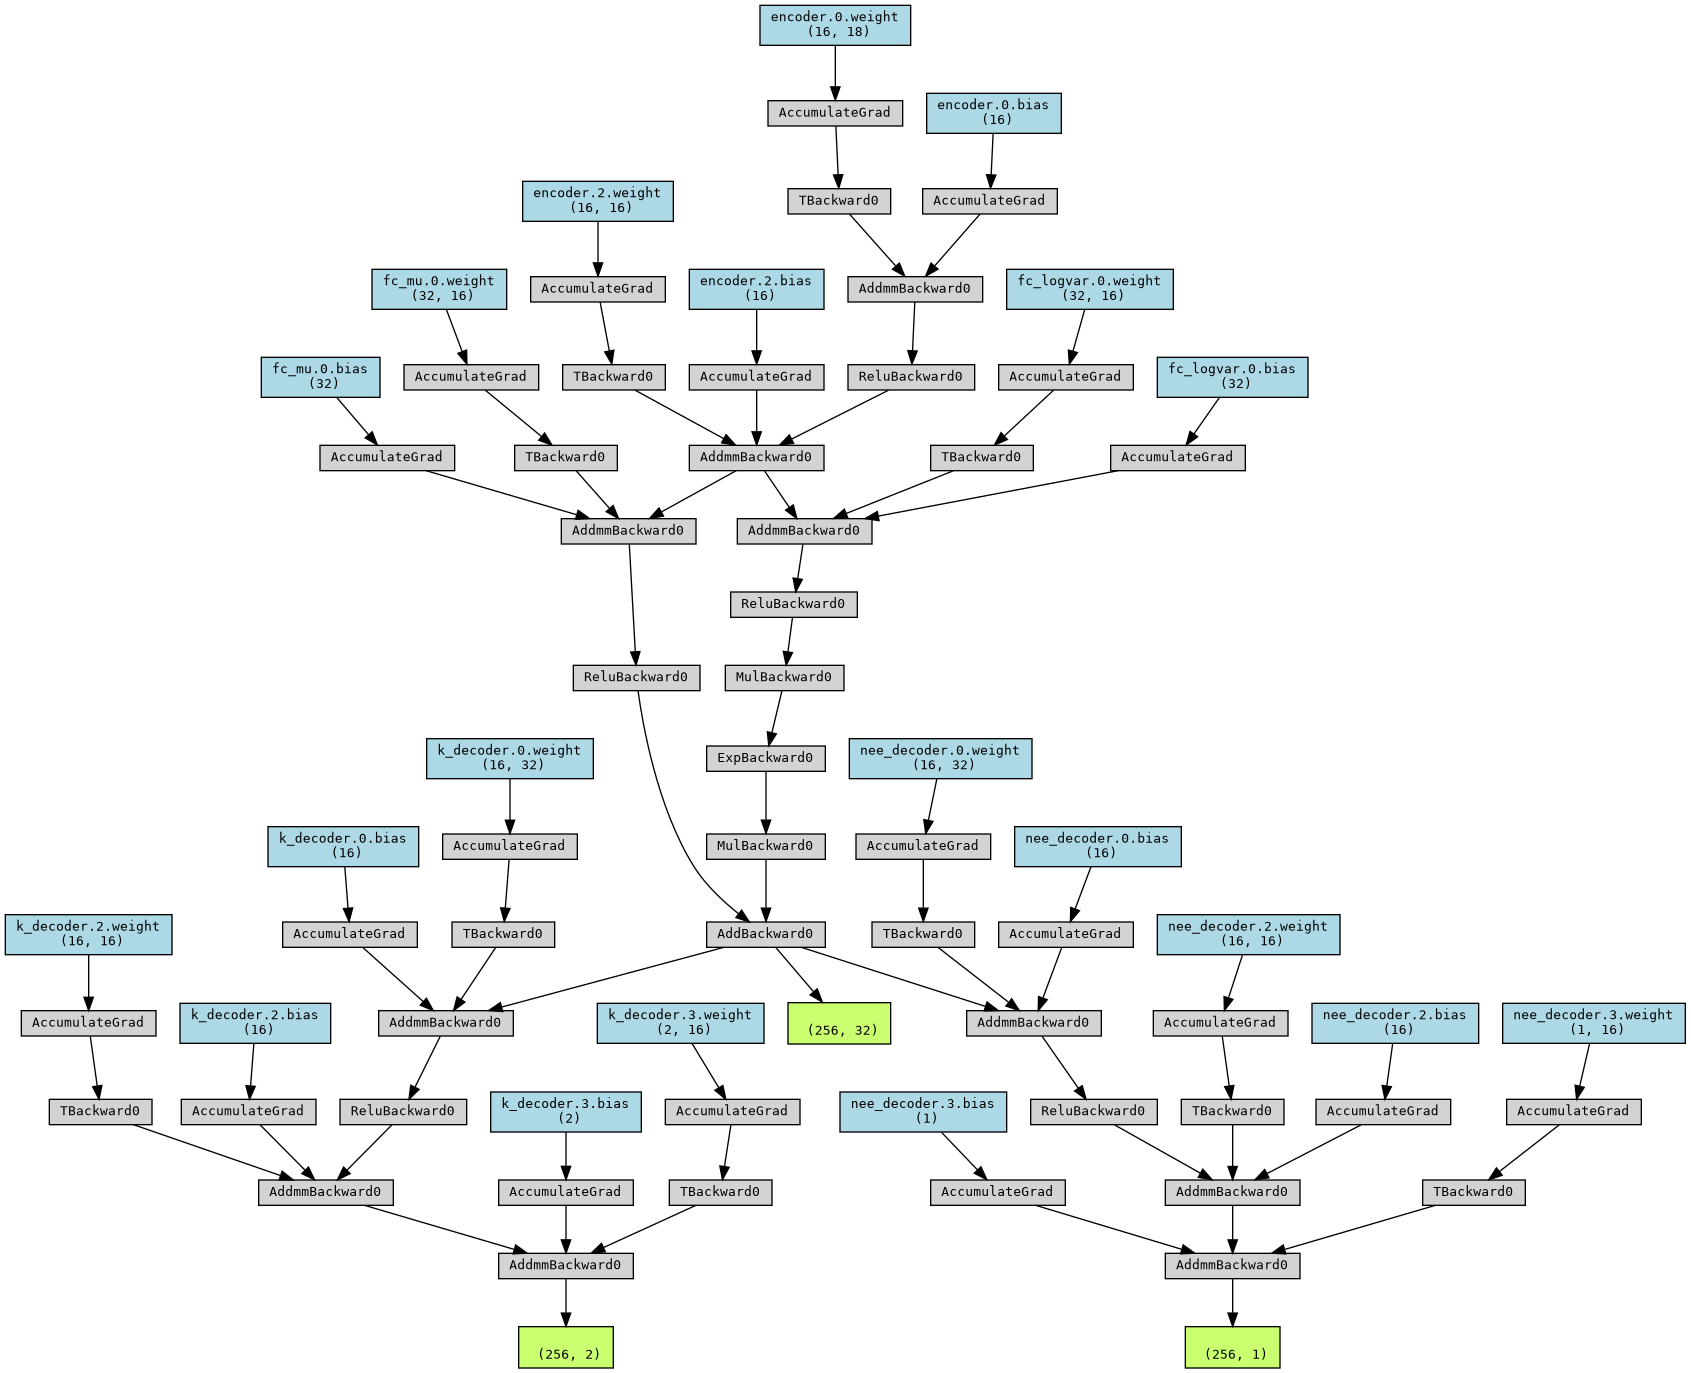 encoder.0.weight
(16, 18)
AccumulateGrad
encoder.0.bias
(16)
encoder.2.weight
(16, 16)
TBackward0
AccumulateGrad
fc_mu.0.weight
(32, 16)
AccumulateGrad
encoder.2.bias
(16)
AddmmBackward0
fc_logvar.0.weight
(32, 16)
fc_mu.0.bias
(32)
AccumulateGrad
TBackward0
AccumulateGrad
ReluBackward0
AccumulateGrad
fc_logvar.0.bias
(32)
AccumulateGrad
TBackward0
AddmmBackward0
TBackward0
AccumulateGrad
AddmmBackward0
AddmmBackward0
ReluBackward0
ReluBackward0
MulBackward0
k_decoder.0.weight
(16, 32)
ExpBackward0
nee_decoder.0.weight
(16, 32)
k_decoder.0.bias
(16)
AccumulateGrad
MulBackward0
AccumulateGrad
nee_decoder.0.bias
(16)
k_decoder.2.weight
(16, 16)
AccumulateGrad
TBackward0
AddBackward0
TBackward0
AccumulateGrad
nee_decoder.2.weight
(16, 16)
AccumulateGrad
k_decoder.2.bias
(16)
AddmmBackward0
k_decoder.3.weight
(2, 16)
(256, 32)
AddmmBackward0
AccumulateGrad
nee_decoder.2.bias
(16)
nee_decoder.3.weight
(1, 16)
TBackward0
AccumulateGrad
ReluBackward0
k_decoder.3.bias
(2)
AccumulateGrad
nee_decoder.3.bias
(1)
ReluBackward0
TBackward0
AccumulateGrad
AccumulateGrad
AddmmBackward0
AccumulateGrad
TBackward0
AccumulateGrad
AddmmBackward0
TBackward0
AddmmBackward0
AddmmBackward0
(256, 2)
(256, 1)